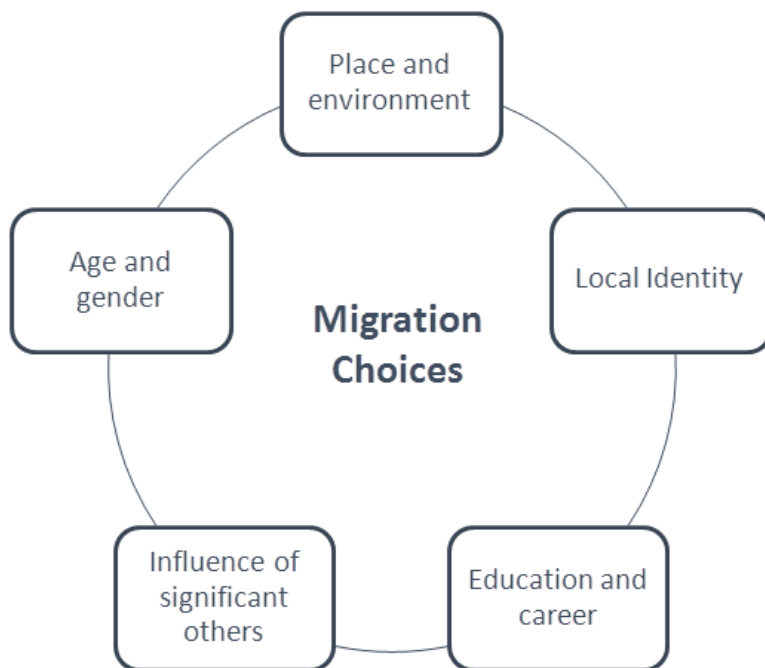 Place and
environment
Local Identity
Education and
career
Influence of
significant
others
Age and
gender
Migration
Choices